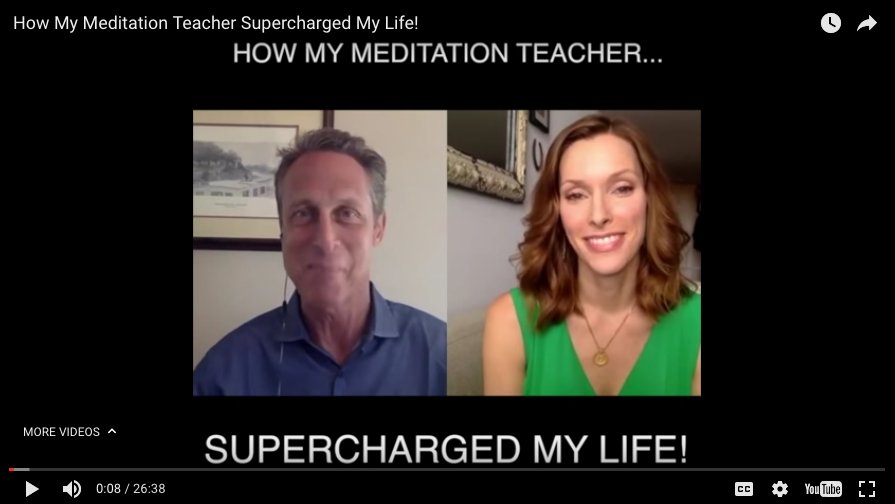 How My Meditation Teacher Supercharged My Life!
HOW MY MEDITATION TEACHER...
SUPERCHARGED MY LIFE!
MORE VIDEOS
0:08 / 26:38
CC
YouTube